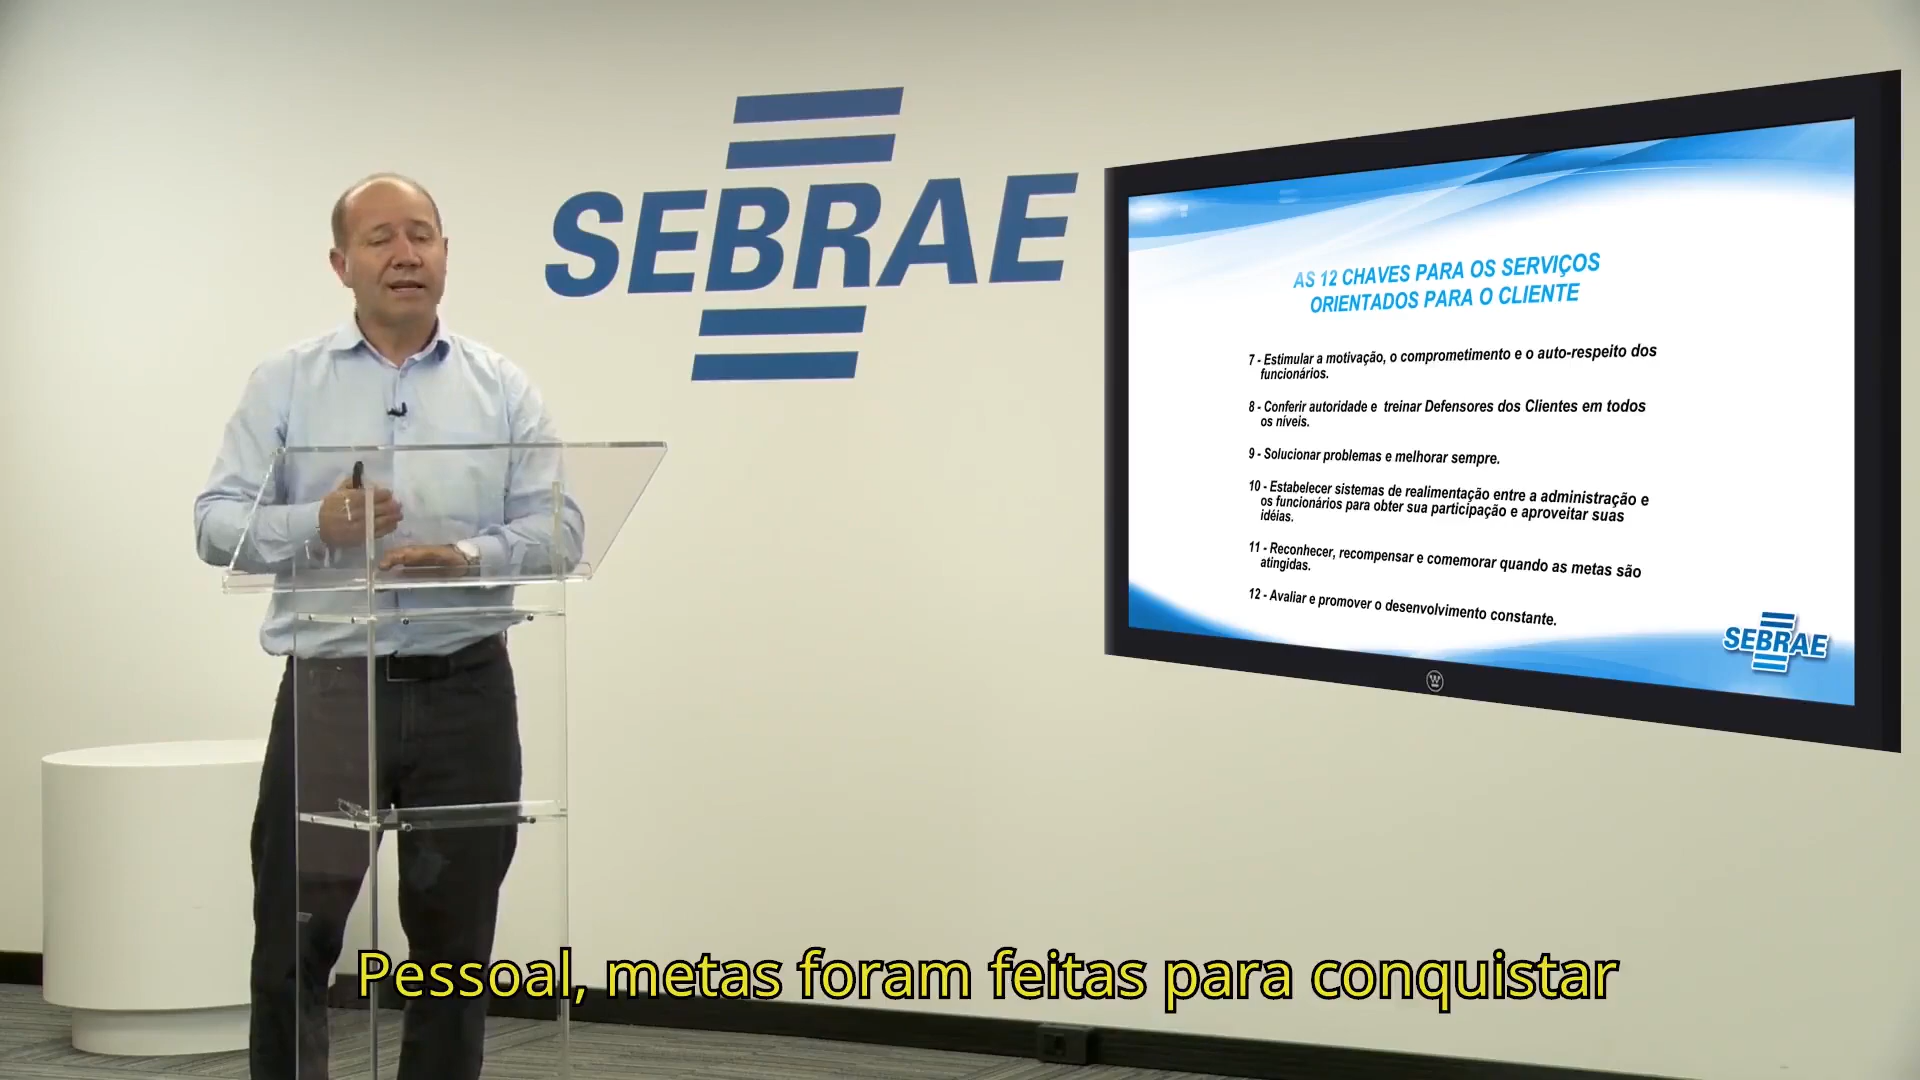 SEBRAE
AS 12 CHAVES PARA OS SERVIÇOS
ORIENTADOS PARA O CLIENTE
7 - Estimular a motivação, o comprometimento e o auto-respeito dos
funcionários.
8 - Conferir autoridade e treinar Defensores dos Clientes em todos
os níveis.
9 - Solucionar problemas e melhorar sempre.
10 - Estabelecer sistemas de realimentação entre a administração e
os funcionários para obter sua participação e aproveitar suas
idéias.
11 - Reconhecer, recompensar e comemorar quando as metas são
atingidas.
12 - Avaliar e promover o desenvolvimento constante.
SEBRAE
W
Pessoal, metas foram feitas para conquistar